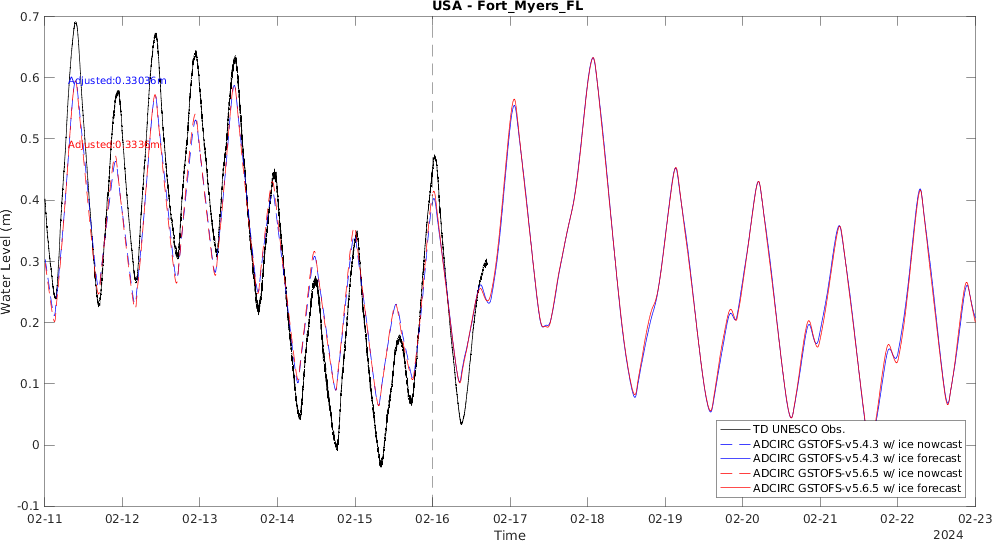 USA - Fort_Myers_FL
0.7
0.6
0.5
0.4
0.3
0.2
0.1
0
-0.1
Water Level (m)
Adjusted:0.33036m
Adjusted:0.3336m
TD UNESCO Obs.
ADCIRC GSTOFS-v5.4.3 w/ ice nowcast
ADCIRC GSTOFS-v5.4.3 w/ ice forecast
ADCIRC GSTOFS-v5.6.5 w/ ice nowcast
ADCIRC GSTOFS-v5.6.5 w/ ice forecast
02-11 02-12 02-13 02-14 02-15 02-16 02-17 02-18 02-19 02-20 02-21 02-22 02-23
Time
2024